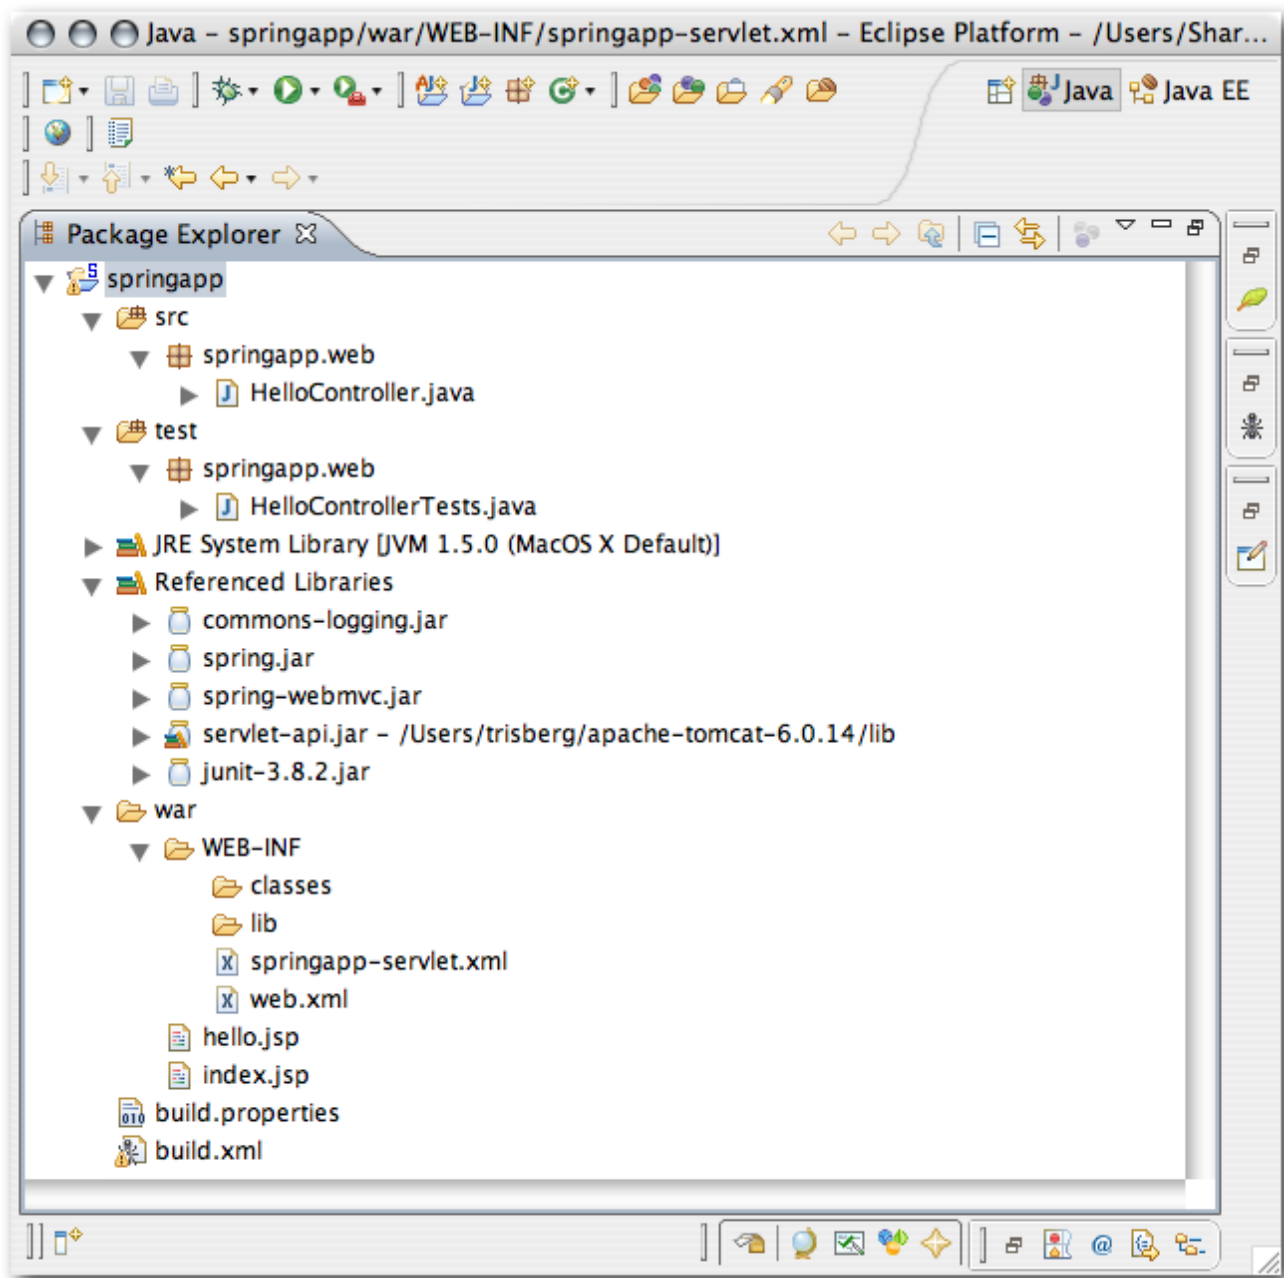 Java – springapp/war/WEB-INF/springapp-servlet.xml – Eclipse Platform – /Users/Shar...
Java Java EE
Package Explorer
springapp
src
springapp.web
HelloController.java
test
springapp.web
HelloControllerTests.java
JRE System Library [JVM 1.5.0 (MacOS X Default)]
Referenced Libraries
commons-logging.jar
spring.jar
spring-webmvc.jar
servlet-api.jar – /Users/trisberg/apache-tomcat-6.0.14/lib
junit-3.8.2.jar
war
WEB-INF
classes
lib
springapp-servlet.xml
web.xml
hello.jsp
index.jsp
build.properties
build.xml